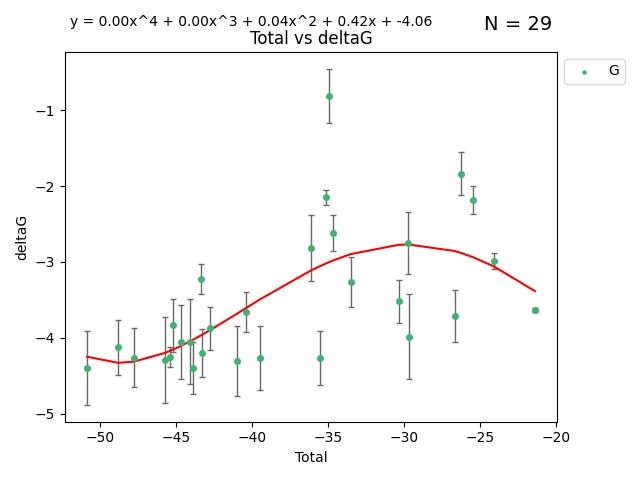 y = 0.00x^4 + 0.00x^3 + 0.04x^2 + 0.42x + -4.06
N = 29
Total vs deltaG
G
−1
−2
−3
−4
−5
deltaG
−50 −45 −40 −35 −30 −25 −20
Total